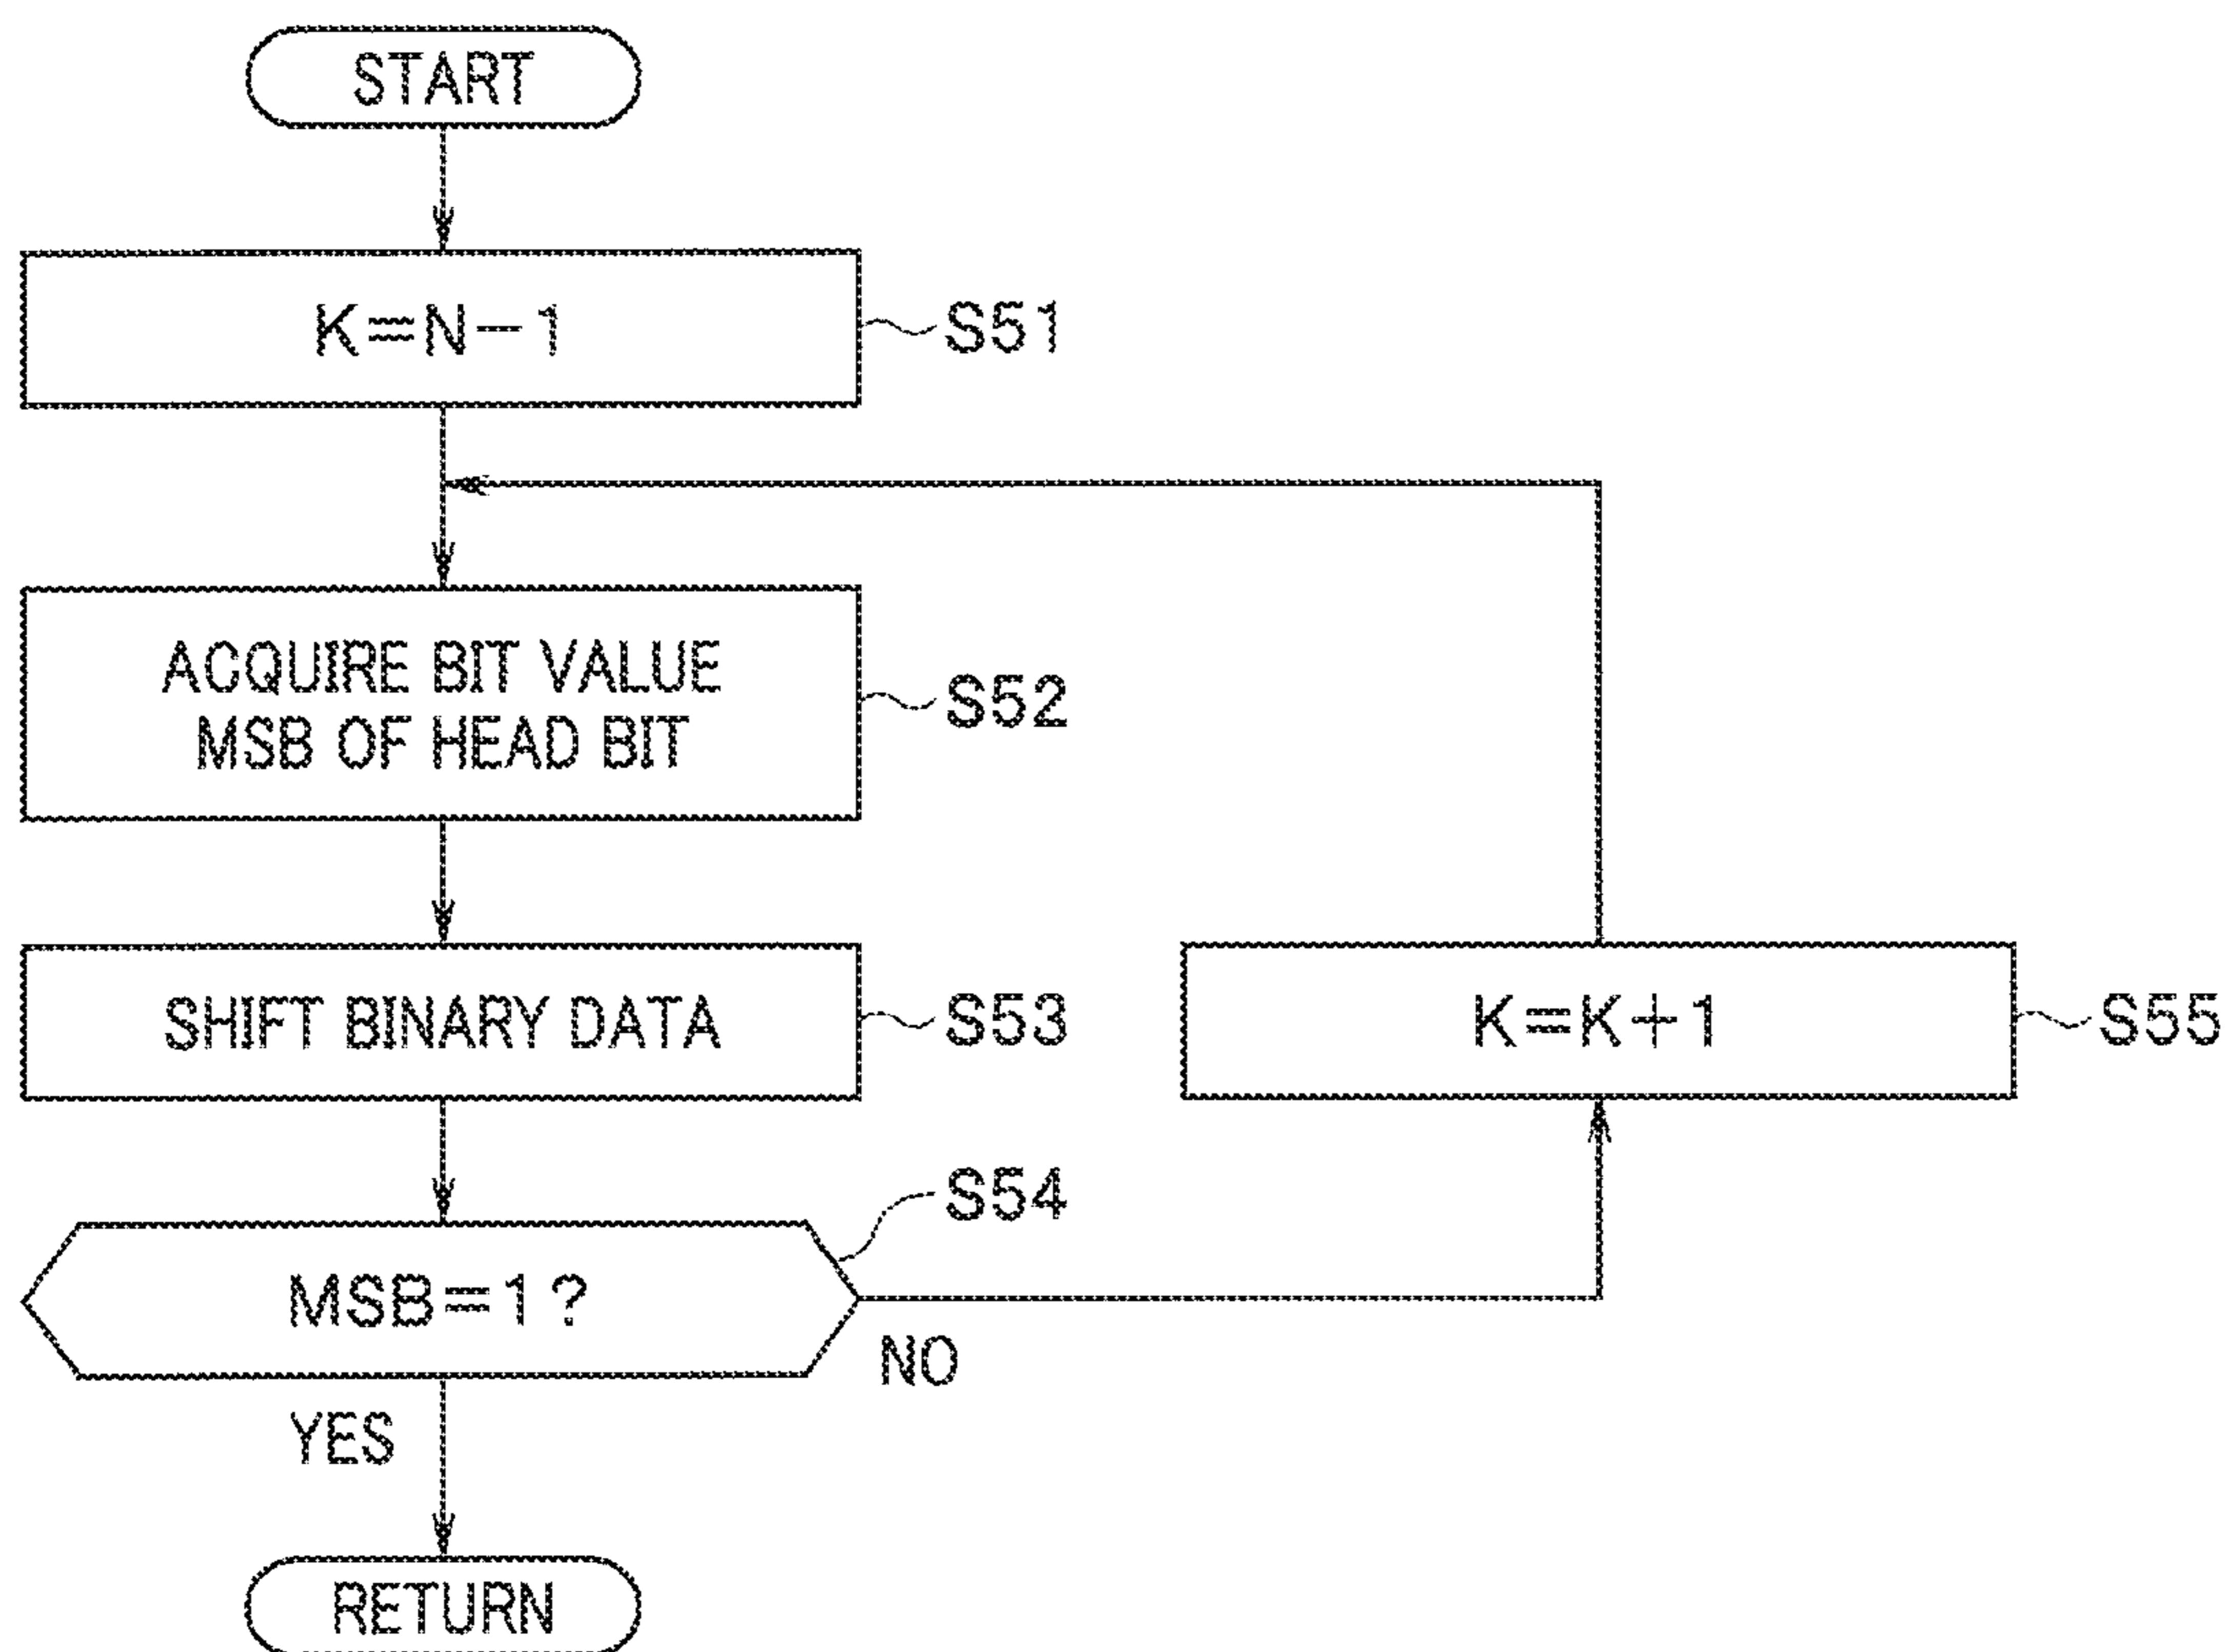 START
K=N-1
S51
ACQUIRE BIT VALUE
MSB OF HEAD BIT
S52
SHIFT BINARY DATA
S53
K=K+1
S55
S54
MSB=1?
NO
YES
RETURN